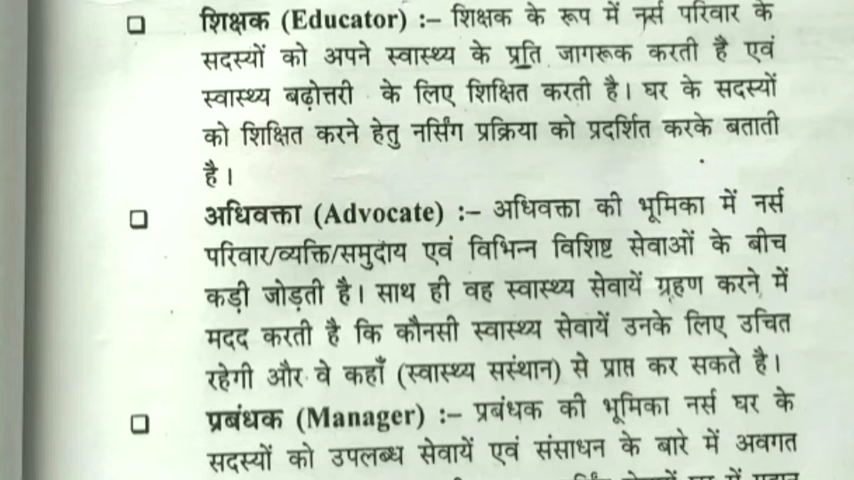 ❑ शिक्षक (Educator) :– शिक्षक के रूप में नर्स परिवार के
सदस्यों को अपने स्वास्थ्य के प्रति जागरूक करती है एवं
स्वास्थ्य बढ़ोत्तरी के लिए शिक्षित करती है। घर के सदस्यों
को शिक्षित करने हेतु नर्सिंग प्रक्रिया को प्रदर्शित करके बताती
है।
❑ अधिवक्ता (Advocate) :– अधिवक्ता की भूमिका में नर्स
परिवार/व्यक्ति/समुदाय एवं विभिन्न विशिष्ट सेवाओं के बीच
कड़ी जोड़ती है। साथ ही वह स्वास्थ्य सेवायें ग्रहण करने में
मदद करती है कि कौनसी स्वास्थ्य सेवायें उनके लिए उचित
रहेगी और वे कहाँ (स्वास्थ्य सस्थान) से प्राप्त कर सकते है।
❑ प्रबंधक (Manager) :– प्रबंधक की भूमिका नर्स घर के
सदस्यों को उपलब्ध सेवायें एवं संसाधन के बारे में अवगत